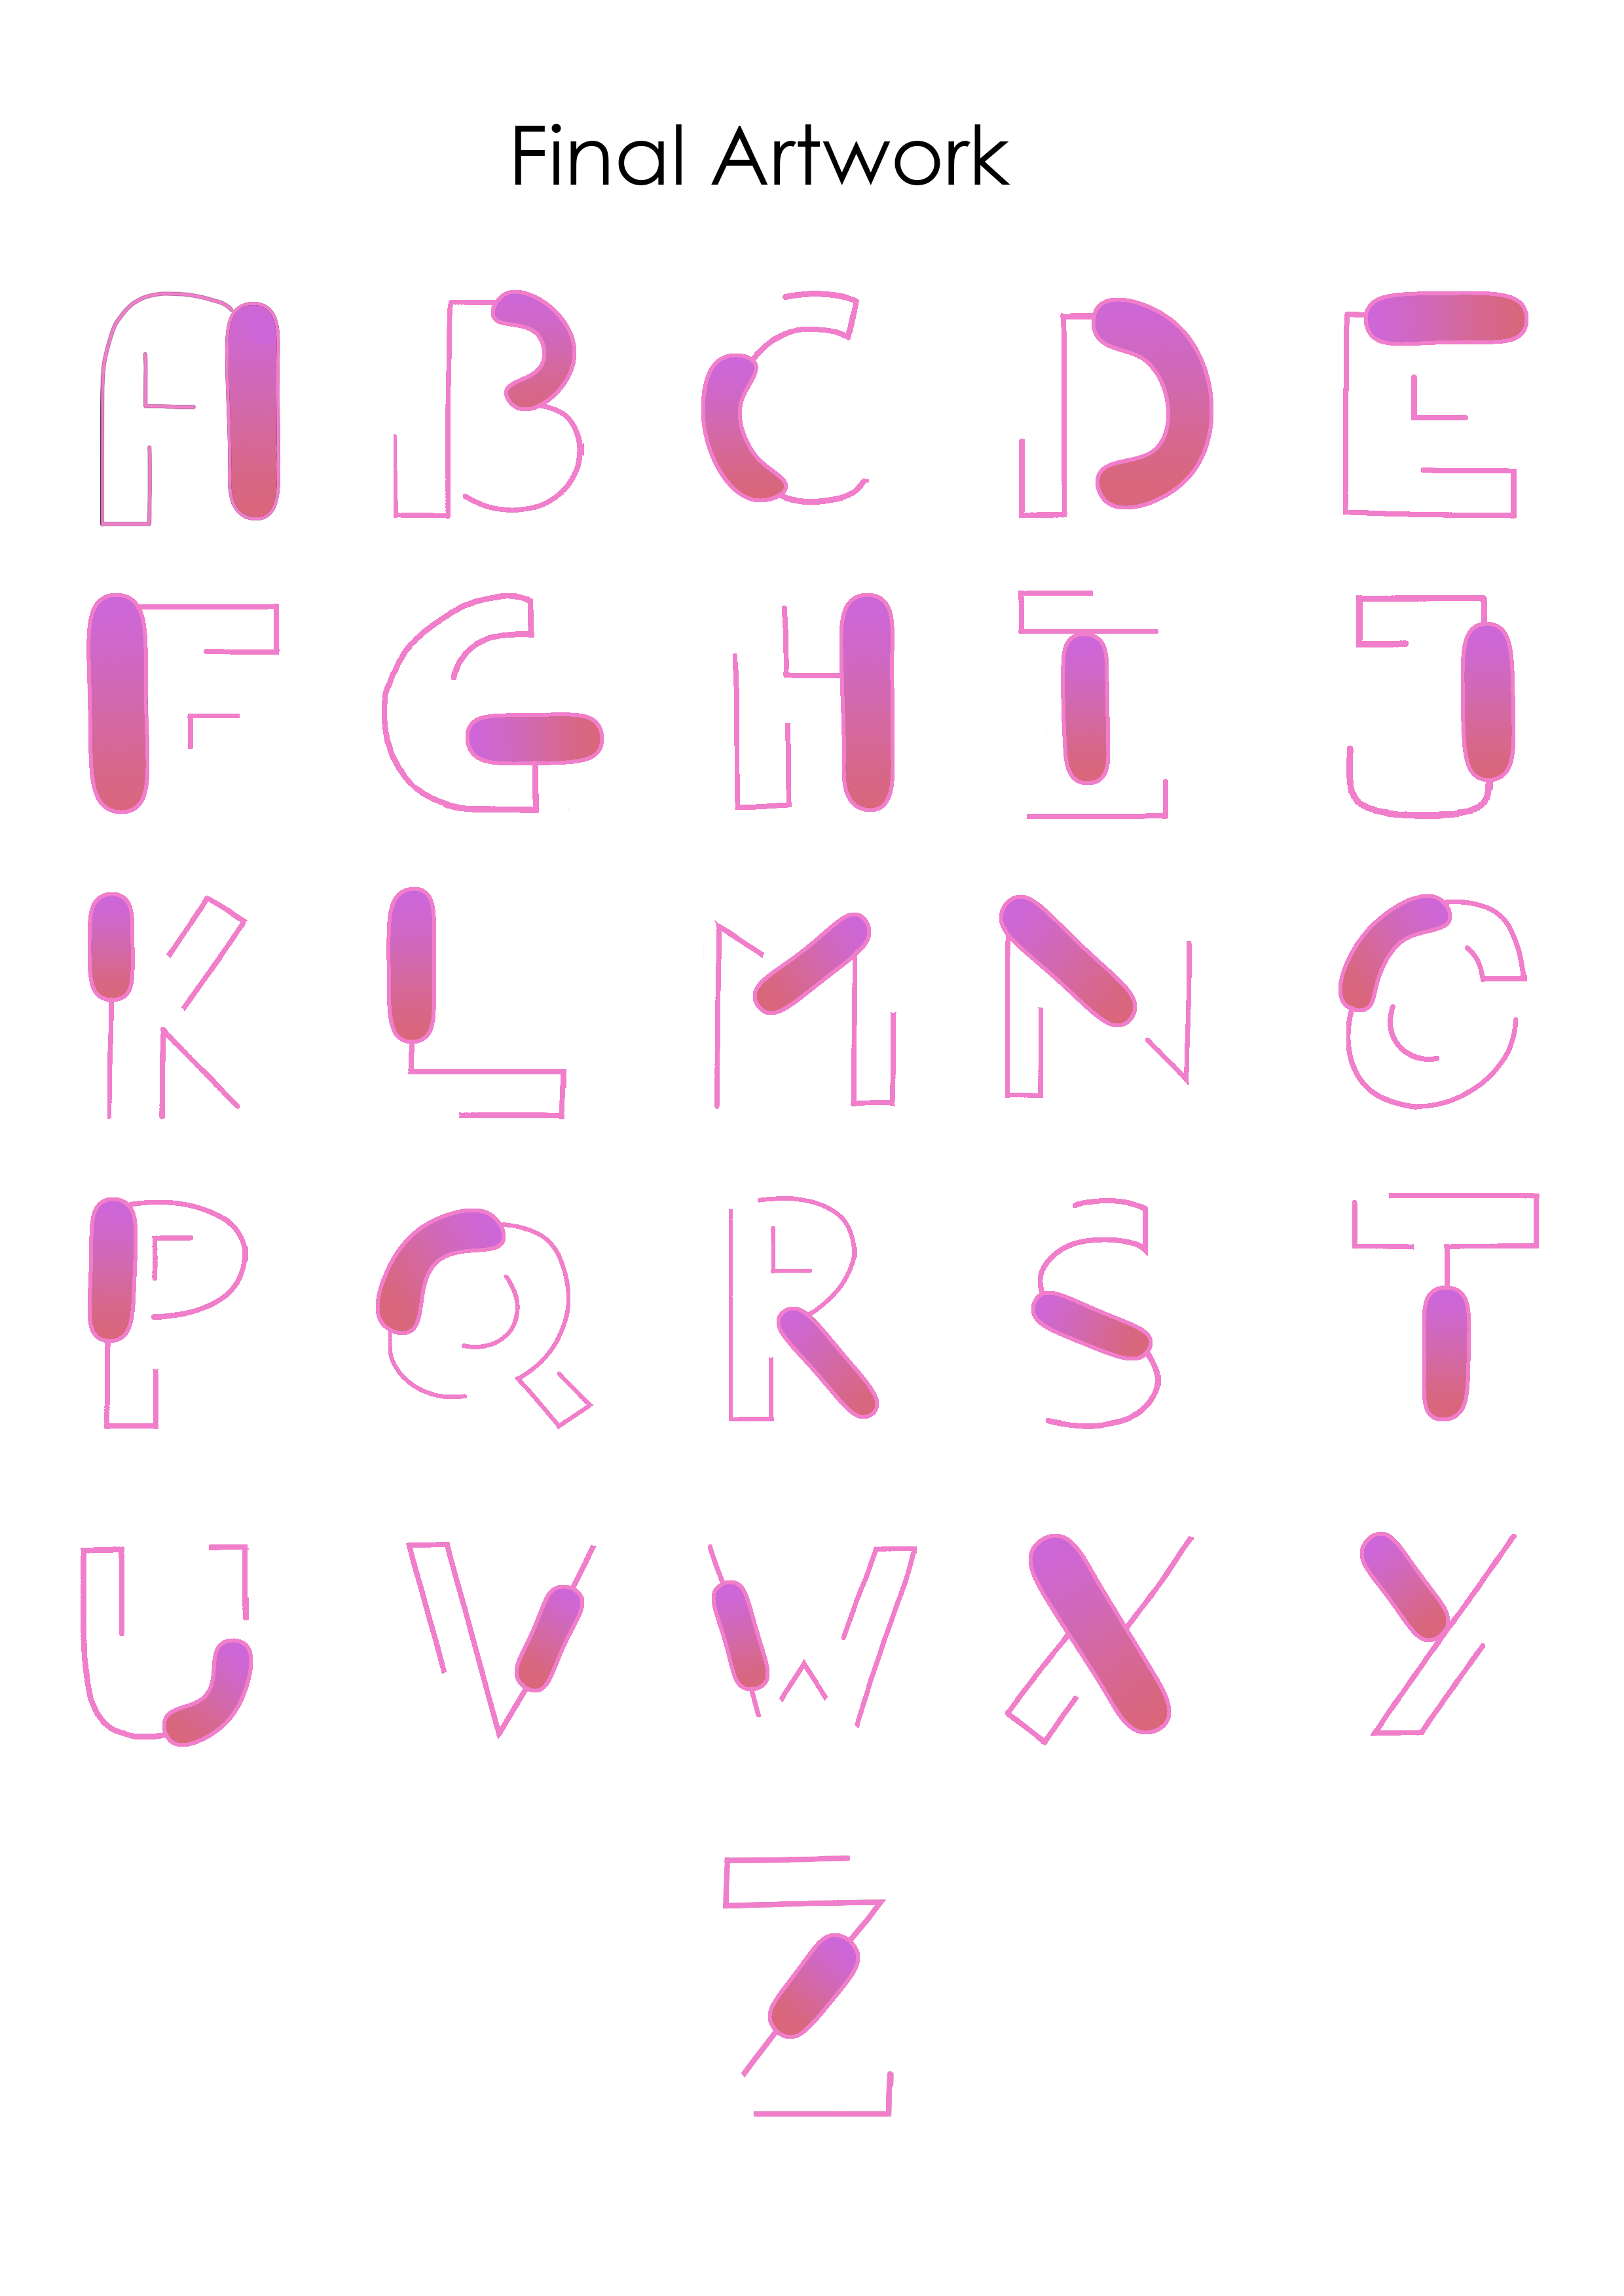 Final Artwork
A B C D E
F G H I J
K L M N O
P Q R S T
U V W X Y
Z